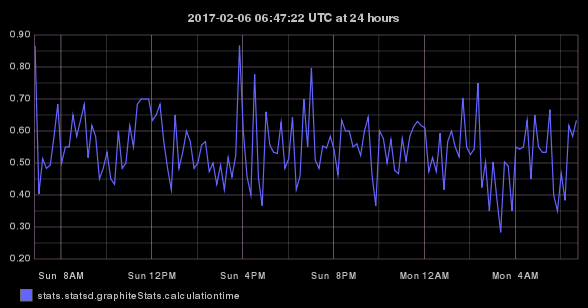 2017-02-06 06:47:22 UTC at 24 hours
0.90
0.80
0.70
0.60
0.50
0.40
0.30
0.20
Sun 8AM Sun 12PM Sun 4PM Sun 8PM Mon 12AM Mon 4AM
stats.statsd.graphiteStats.calculationtime